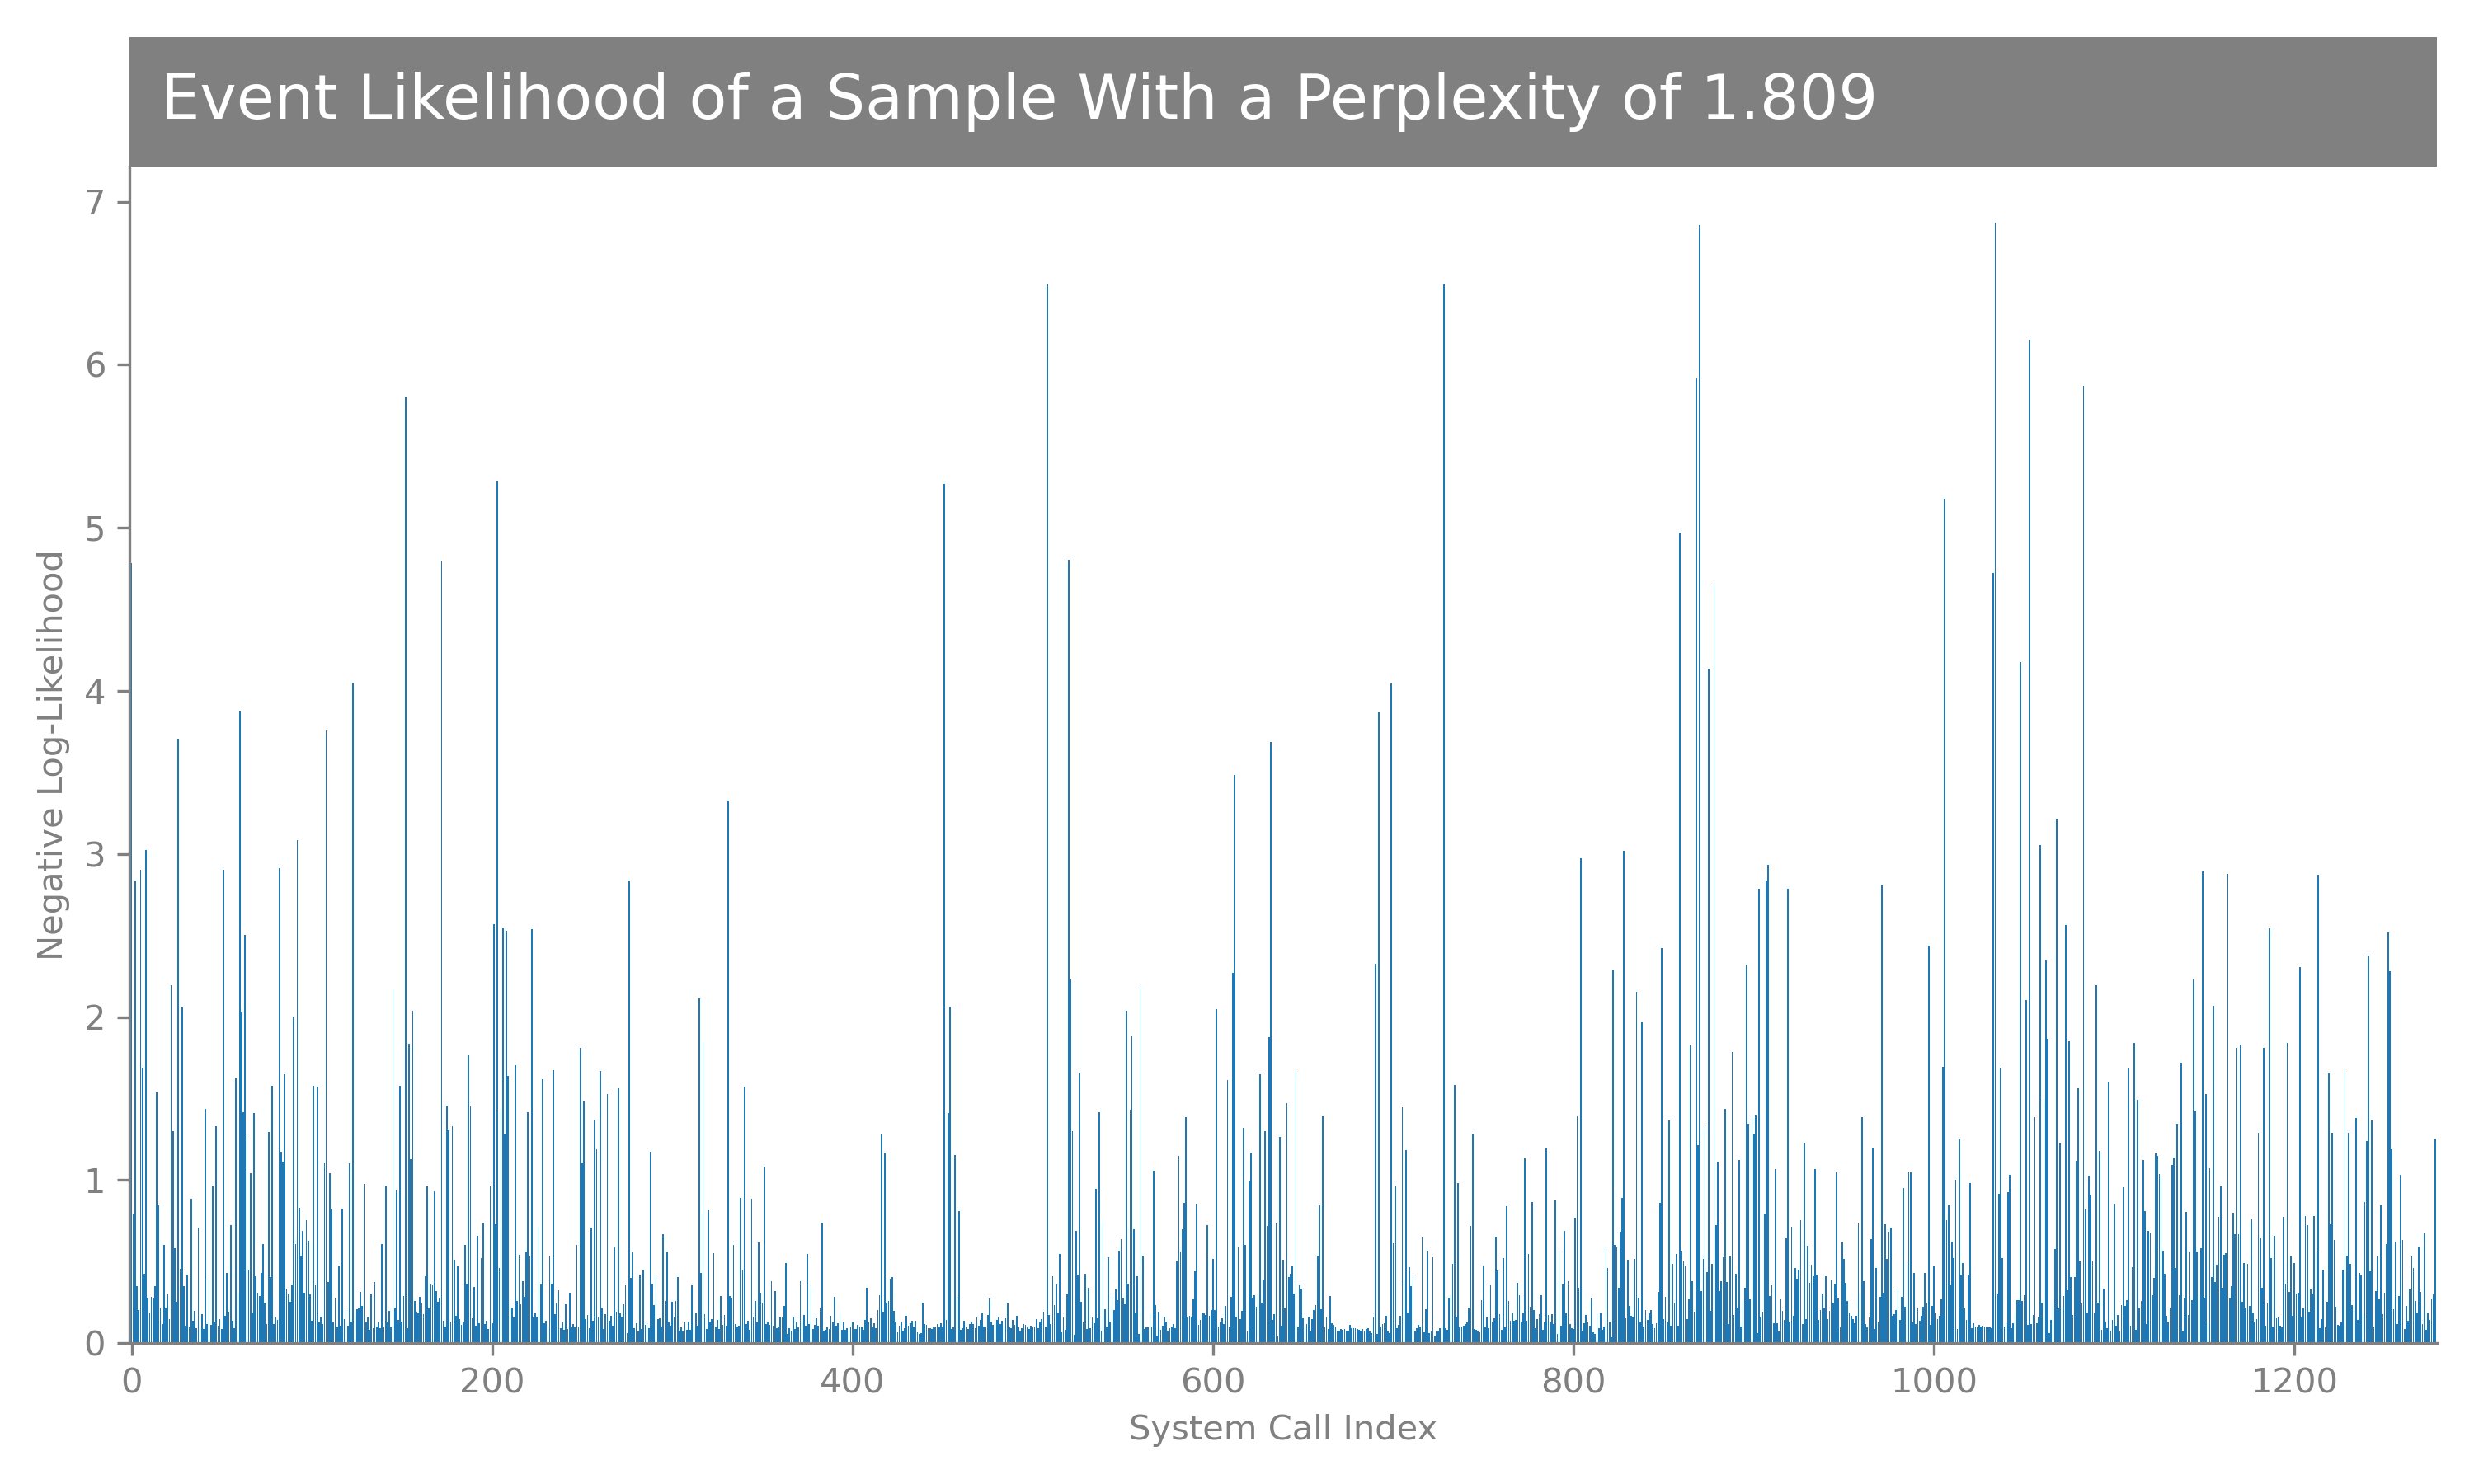 Event Likelihood of a Sample With a Perplexity of 1.809
7
6
5
4
3
2
1
0
Negative Log-Likelihood
0 200 400 600 800 1000 1200
System Call Index